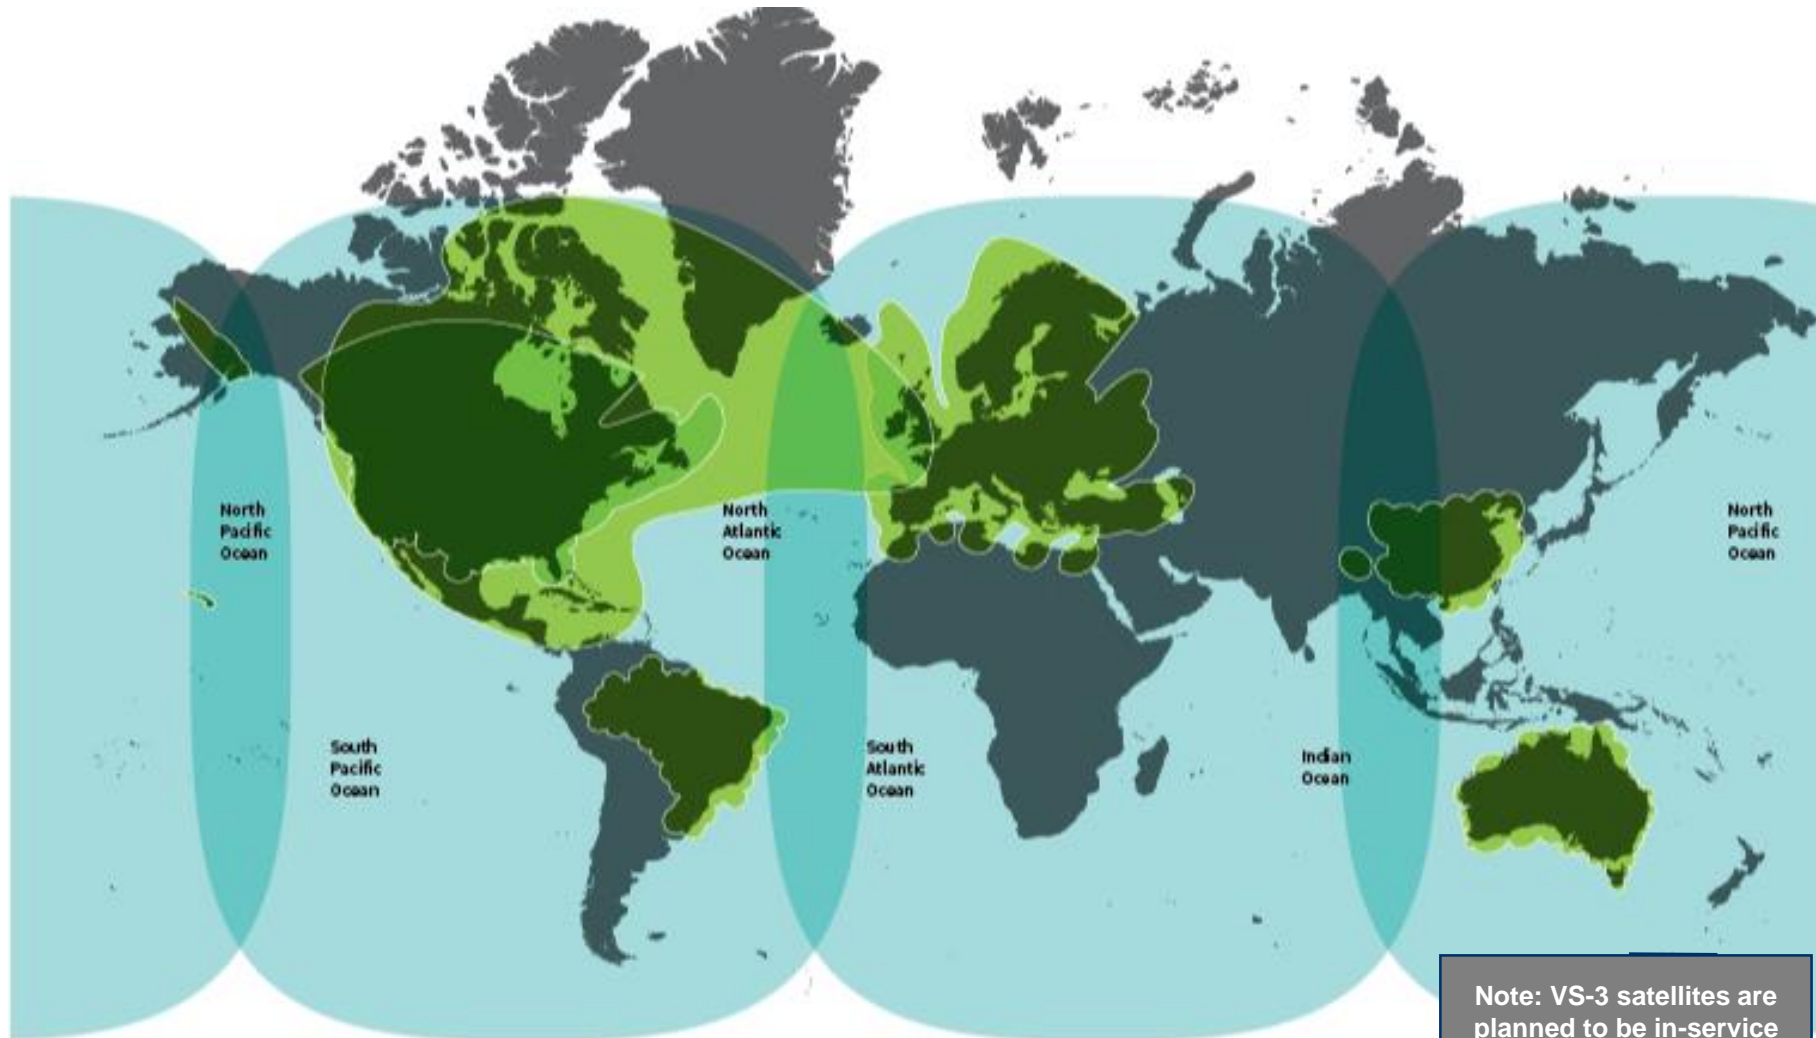 North
Pacific
Ocean
North
Atlantic
Ocean
North
Pacific
Ocean
South
Pacific
Ocean
South
Atlantic
Ocean
Indian
Ocean
Note: VS-3 satellites are
planned to be in-service